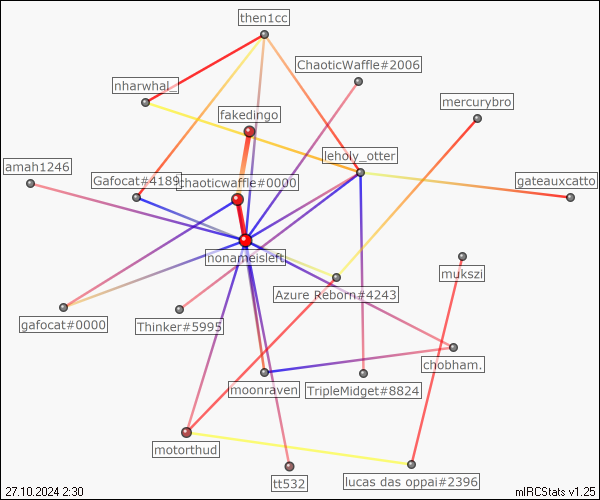 then1cc
ChaoticWaffle#2006
nharwhal_
mercurybro
fakedingo
leholy_otter
amah1246
Gafocat#4189
chaoticwaffle#0000
gateauxcatto
nonameisleft
mukszi
Azure Reborn#4243
gafocat#0000
Thinker#5995
chobham.
moonraven
TripleMidget#8824
motorthud
tt532
lucas das oppai#2396
27.10.2024 2:30
mIRCStats v1.25